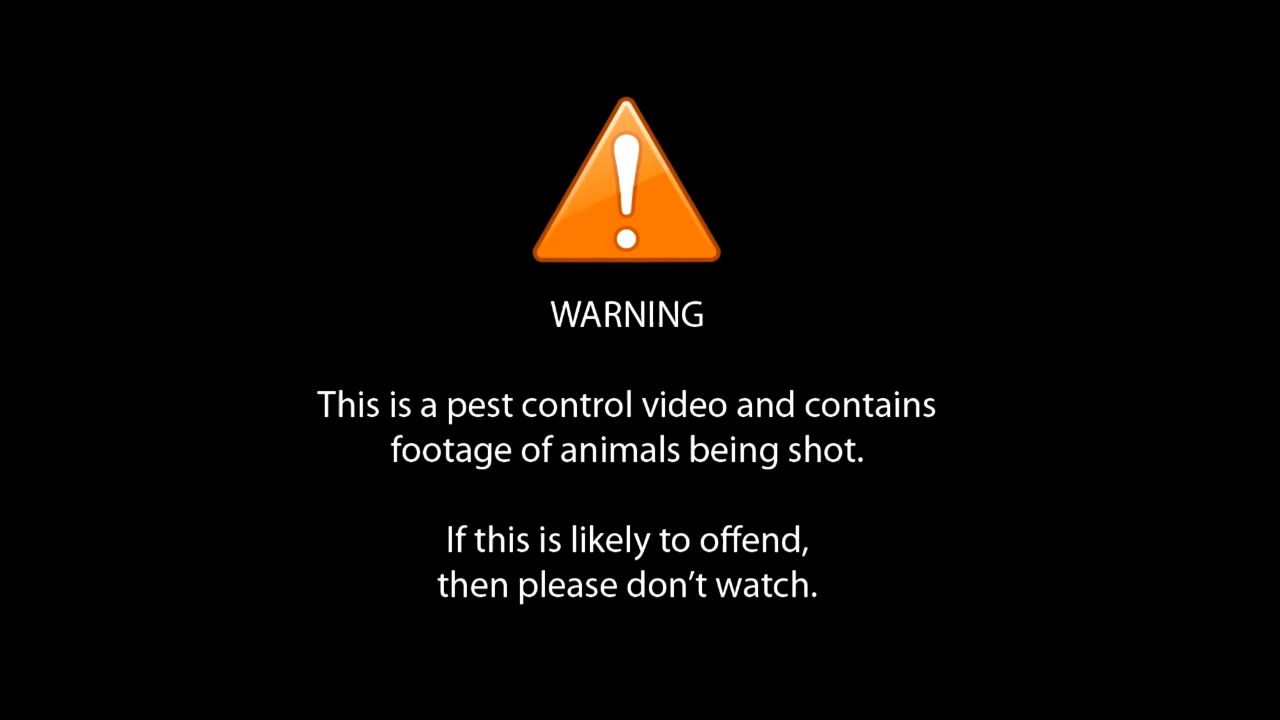 WARNING
This is a pest control video and contains
footage of animals being shot.
If this is likely to offend,
then please don’t watch.